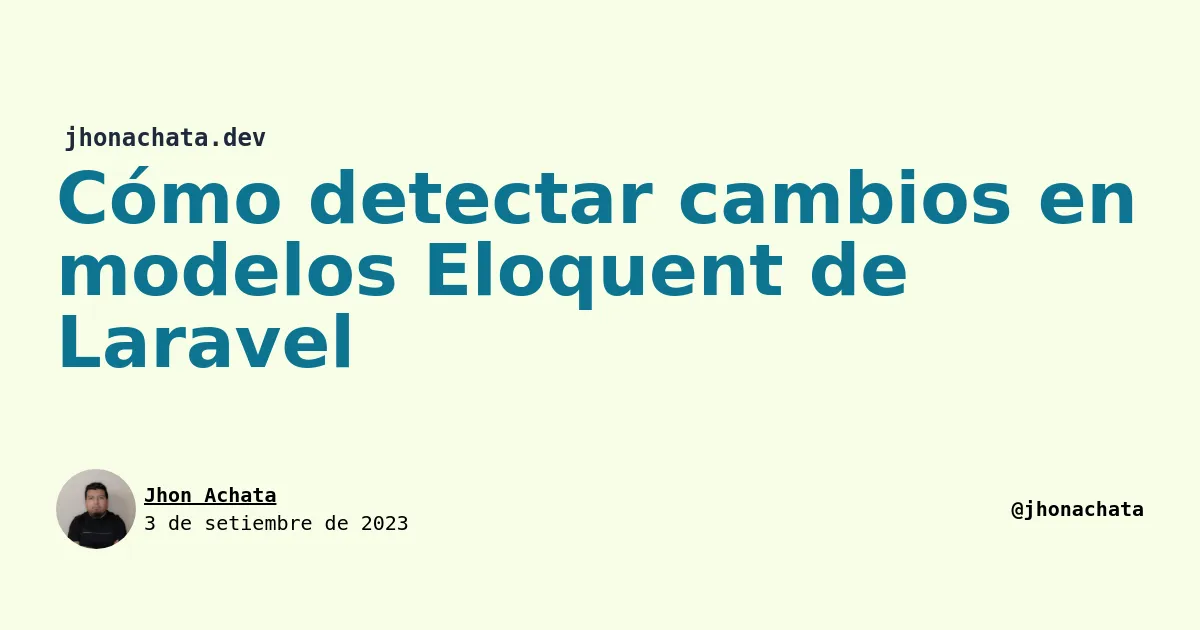 jhonachata.dev
Cómo detectar cambios en
modelos Eloquent de
Laravel
Jhon Achata
3 de setiembre de 2023
@jhonachata